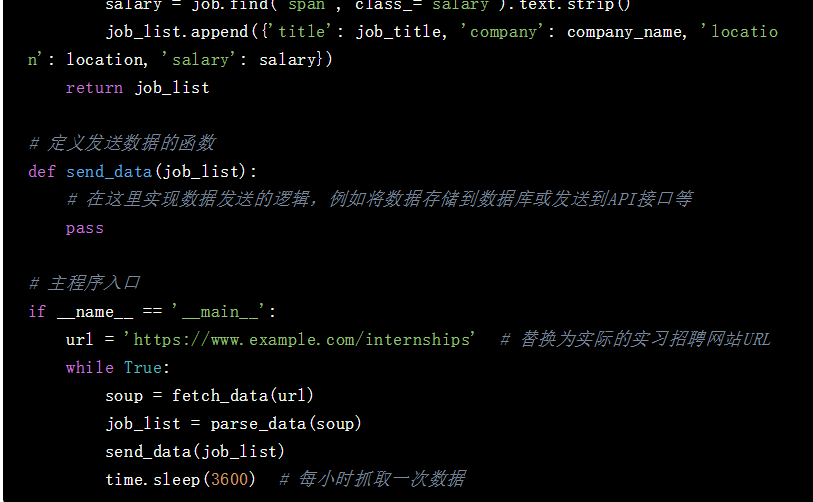 salary = job.find('span', class_='salary').text.strip()
job_list.append({'title': job_title, 'company': company_name, 'locatio
n': location, 'salary': salary})
return job_list
# 定义发送数据的函数
def send_data(job_list):
# 在这里实现数据发送的逻辑，例如将数据存储到数据库或发送到API接口等
pass
# 主程序入口
if __name__ == '__main__':
url = 'https://www.example.com/internships'  # 替换为实际的实习招聘网站URL
while True:
soup = fetch_data(url)
job_list = parse_data(soup)
send_data(job_list)
time.sleep(3600)  # 每小时抓取一次数据